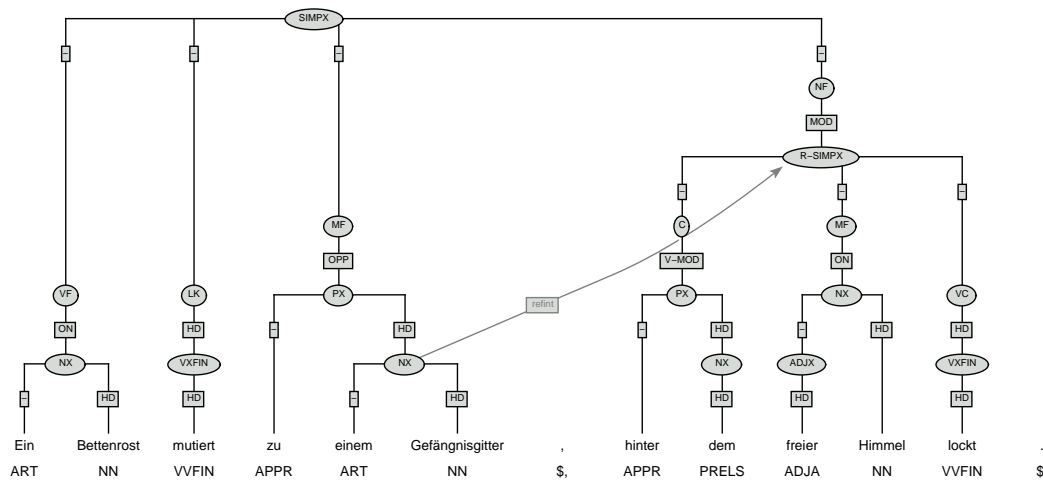 SIMPX
– – – –
NF
MOD
R–SIMPX
– – –
MF C MF
OPP V–MOD ON
VF LK PX PX NX VC
refint
ON HD – HD – HD – HD HD
NX VXFIN NX NX ADJX VXFIN
– HD HD – HD HD HD HD
Ein Bettenrost mutiert zu einem Gefängnisgitter , hinter dem freier Himmel lockt .
ART NN VVFIN APPR ART NN $, APPR PRELS ADJA NN VVFIN $